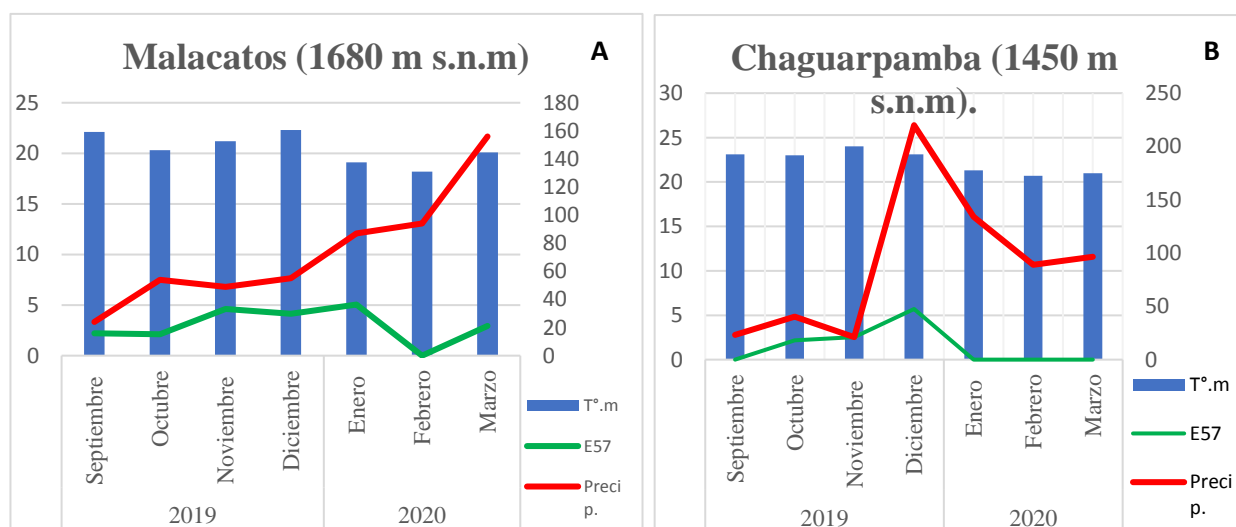 Malacatos (1680 m s.n.m)
A
25
20
15
10
5
0
180
160
140
120
100
80
60
40
20
0
Septiembre
Octubre
Noviembre
Diciembre
Enero
Febrero
Marzo
2019
2020
T°.m
E57
Preci
p.
Chaguarpamba (1450 m
s.n.m).
B
30
25
20
15
10
5
0
250
200
150
100
50
0
Septiembre
Octubre
Noviembre
Diciembre
Enero
Febrero
Marzo
2019
2020
T°.m
E57
Preci
p.